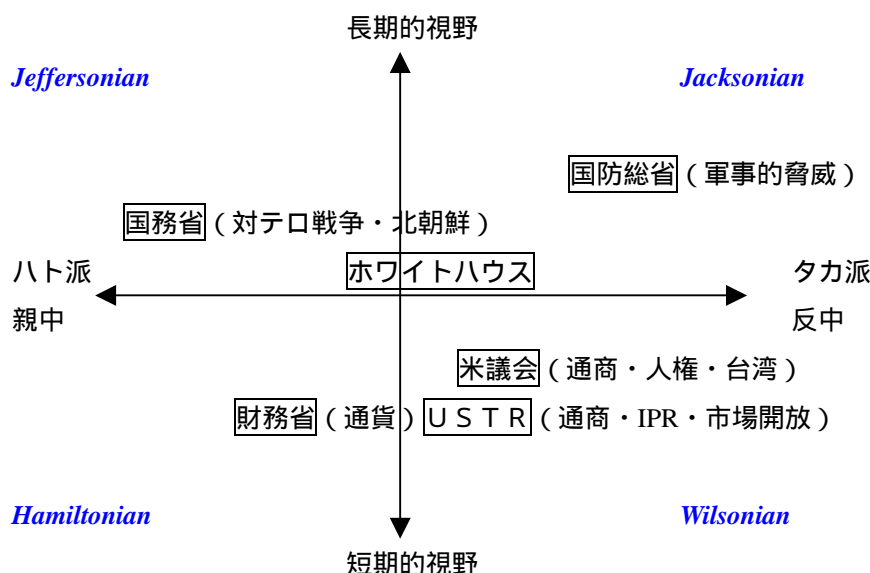 長期的視野
Jeffersonian Jacksonian
国防総省（軍事的脅威）
国務省（対テロ戦争・北朝鮮）
ハト派 ホワイトハウス タカ派
親中 反中
米議会（通商・人権・台湾）
財務省（通貨） ＵＳＴＲ（通商・IPR・市場開放）
Hamiltonian Wilsonian
短期的視野